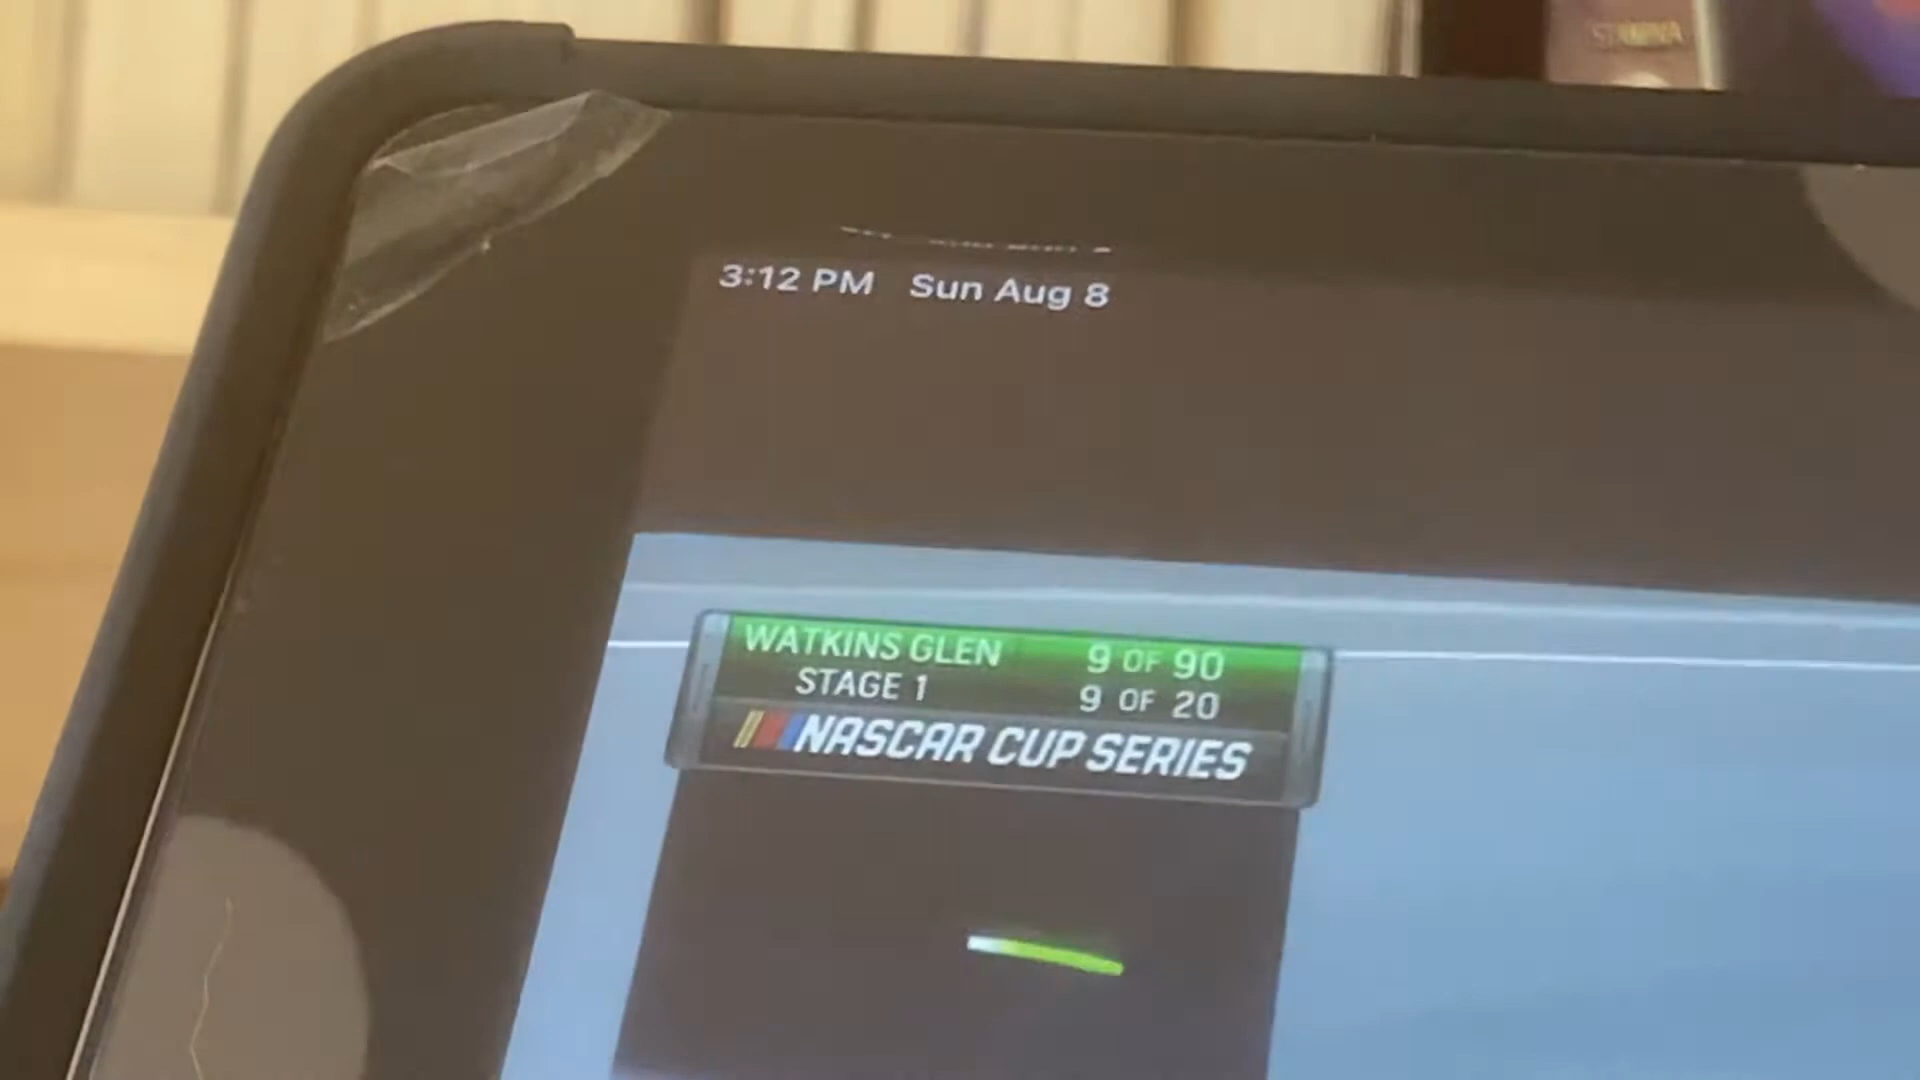 STAMINA
3:12 PM Sun Aug 8
WATKINS GLEN 9 OF 90
STAGE 1 9 OF 20
NASCAR CUP SERIES